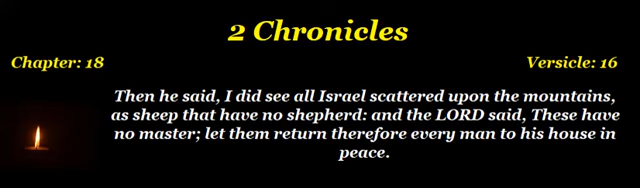 2 Chronicles
Chapter: 18 Versicle: 16
Then he said, I did see all Israel scattered upon the mountains,
as sheep that have no shepherd: and the LORD said, These have
no master; let them return therefore every man to his house in
peace.